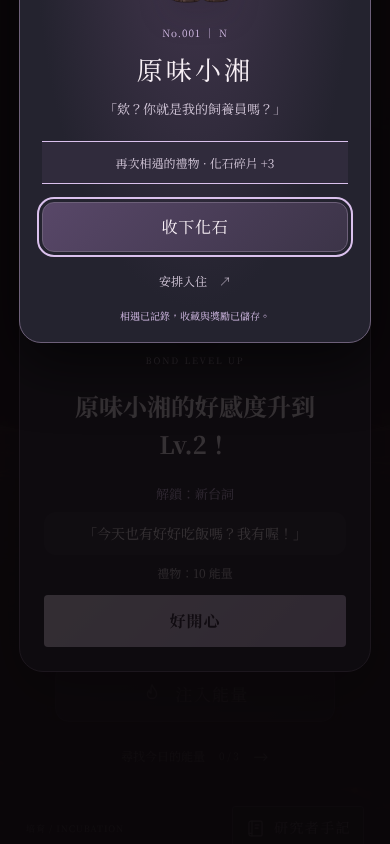 No.001 ｜ N
原味小湘
「欸？你就是我的飼養員嗎？」
再次相遇的禮物 · 化石碎片 +3
收下化石
安排入住 ↗
相遇已記錄，收藏與獎勵已儲存。
BOND LEVEL UP
原味小湘的好感度升到
Lv.2！
解鎖：新台詞
「今天也有好好吃飯嗎？我有喔！」
禮物：10 能量
好開心